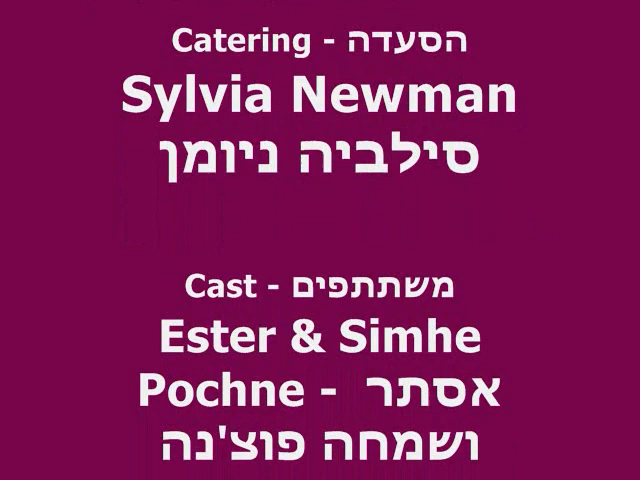 Catering - הסעדה
Sylvia Newman
סילביה ניומן
Cast - משתתפים
Ester & Simhe
Pochne - אסתר
ושמחה פוצ'נה